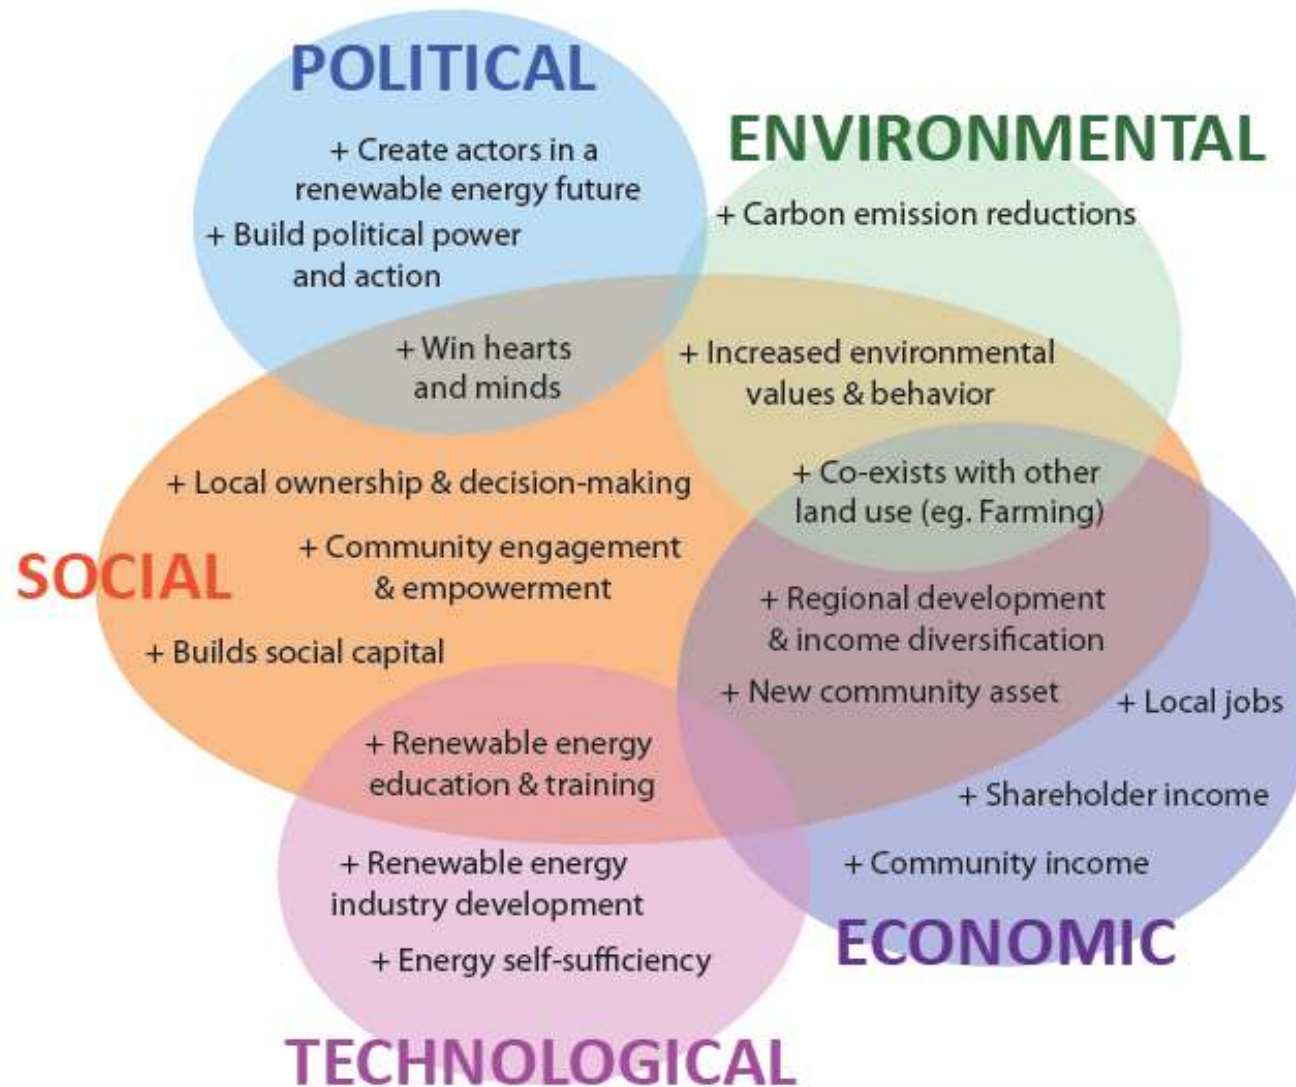 POLITICAL
+ Create actors in a
renewable energy future
+ Build political power
and action
+ Win hearts
and minds
ENVIRONMENTAL
+ Carbon emission reductions
+ Increased environmental
values & behavior
+ Co-exists with other
land use (eg. Farming)
SOCIAL
+ Local ownership & decision-making
+ Community engagement
& empowerment
+ Builds social capital
+ Regional development
& income diversification
+ New community asset
+ Local jobs
+ Shareholder income
+ Community income
ECONOMIC
+ Renewable energy
education & training
+ Renewable energy
industry development
+ Energy self-sufficiency
TECHNOLOGICAL